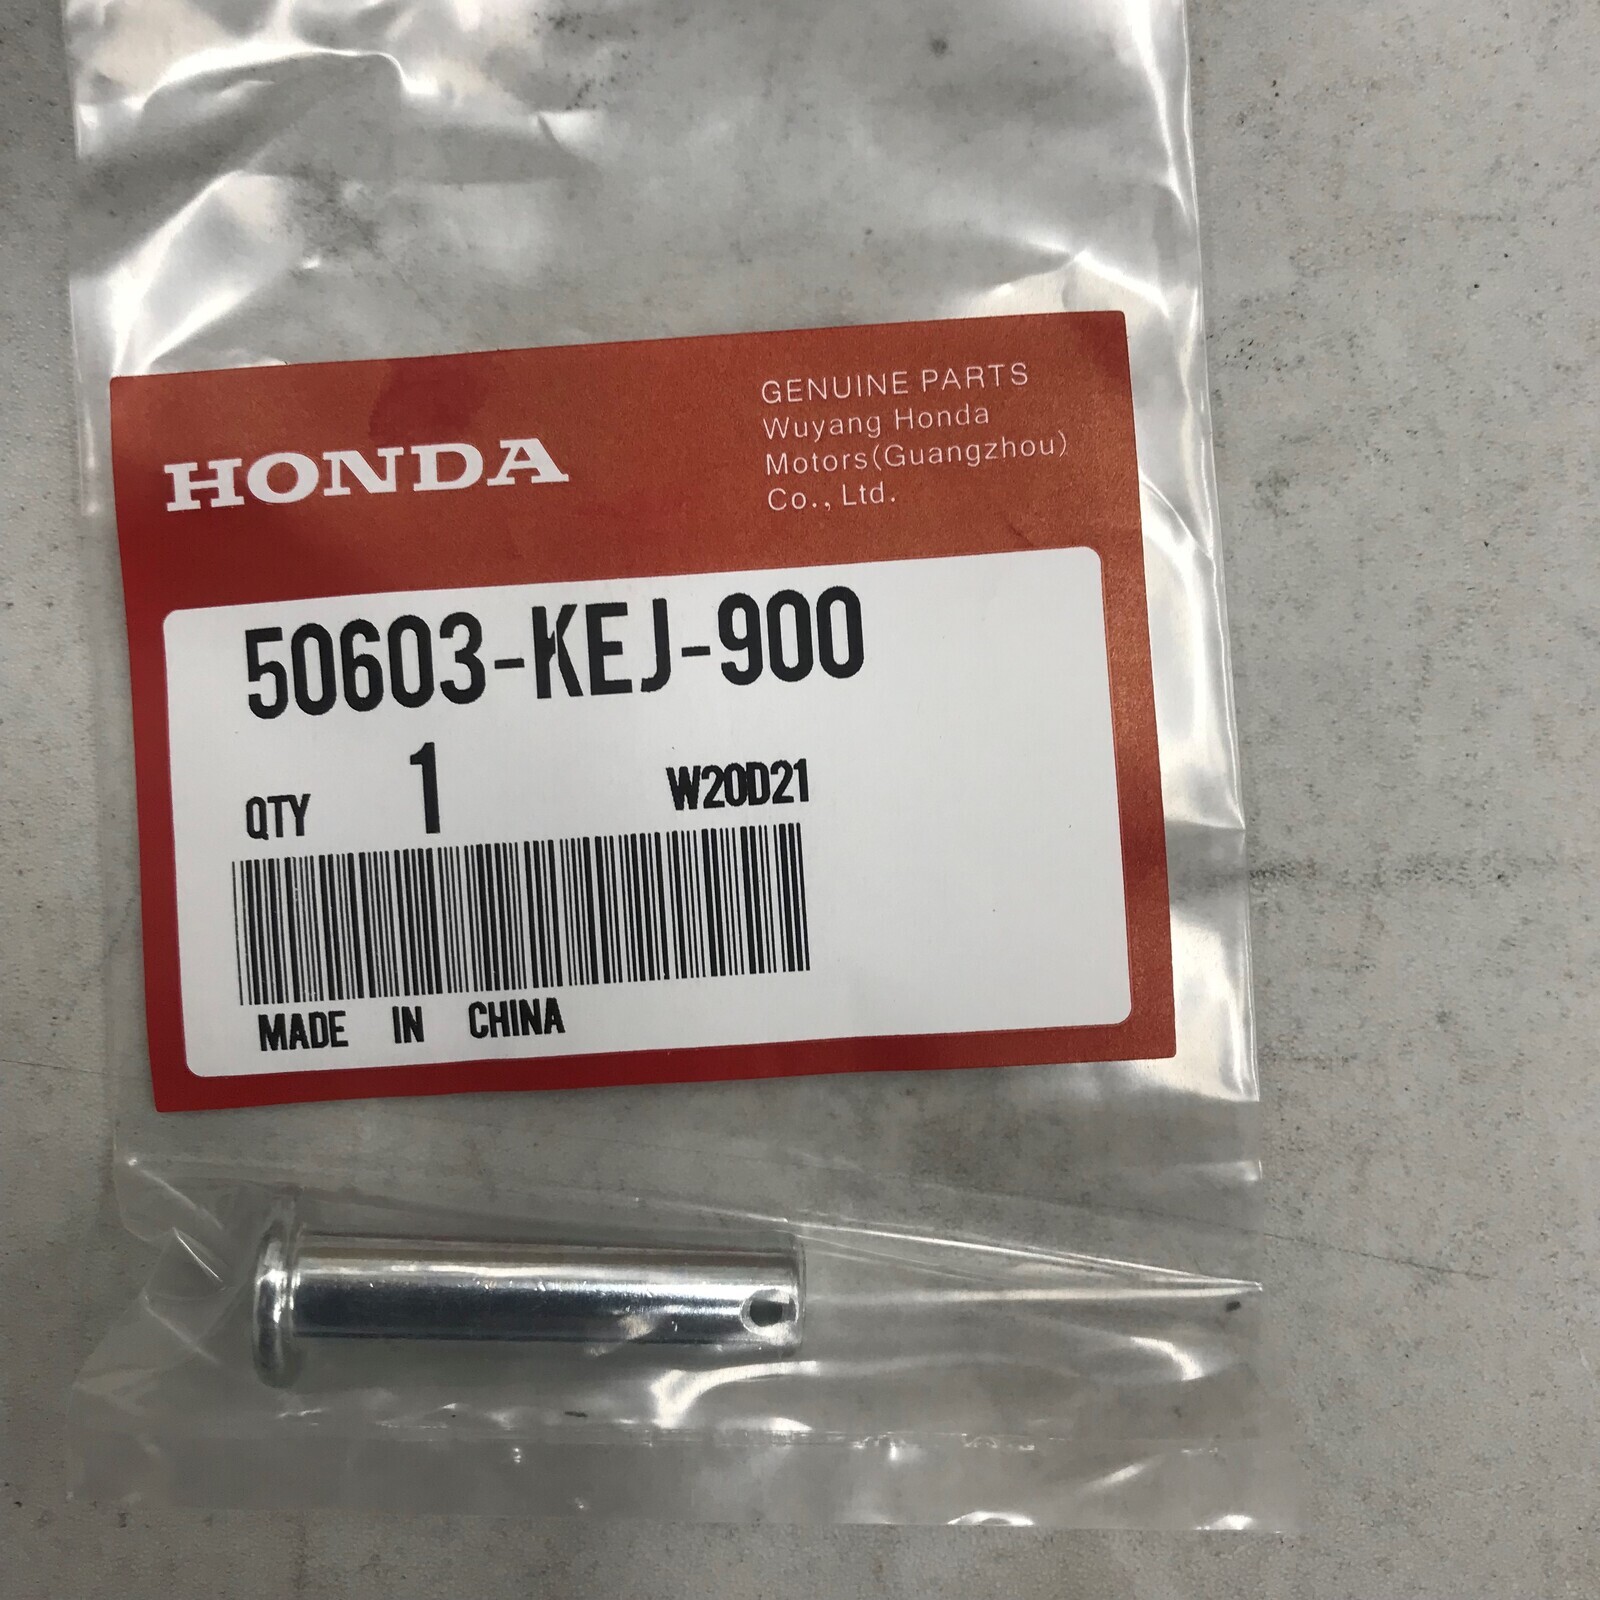 HONDA
GENUINE PARTS
Wuyang Honda
Motors(Guangzhou)
Co., Ltd.
50603-KEJ-900
QTY 1 W20D21
MADE IN CHINA